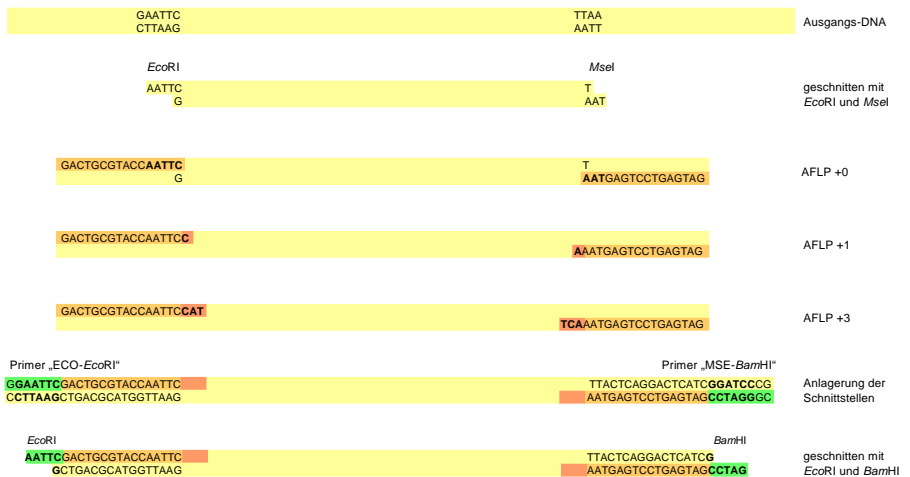 GAATTC TTAA
CTTAAG AATT Ausgangs-DNA
EcoRI MseI
AATTC T geschnitten mit
G AAT EcoRI und MseI
GACTGCGTACCAATTC T
G AATGAGTCCTGAGTAG AFLP +0
GACTGCGTACCAATTCC
AAATGAGTCCTGAGTAG AFLP +1
GACTGCGTACCAATTCCAT
TCAAATGAGTCCTGAGTAG AFLP +3
Primer „ECO-EcoRI“ Primer „MSE-BamHI“
GGAATTCGACTGCGTACCAATTC TTACTCAGGACTCATCGGATCCCG Anlagerung der
CCTTAAGCTGACGCATGGTTAAG AATGAGTCCTGAGTAGCCTAGGGC Schnittstellen
EcoRI BamHI
AATTCGACTGCGTACCAATTC TTACTCAGGACTCATCG geschnitten mit
GCTGACGCATGGTTAAG AATGAGTCCTGAGTAGCCTAG EcoRI und BamHI